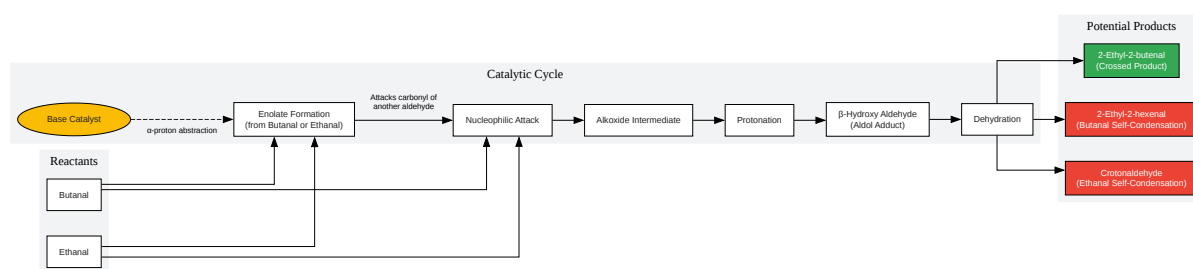 Potential Products
2-Ethyl-2-butenal
(Crossed Product)
Catalytic Cycle
Base Catalyst
α-proton abstraction
Enolate Formation
(from Butanal or Ethanal)
Attacks carbonyl of
another aldehyde
Nucleophilic Attack
Alkoxide Intermediate
Protonation
β-Hydroxy Aldehyde
(Aldol Adduct)
Dehydration
2-Ethyl-2-hexenal
(Butanal Self-Condensation)
Reactants
Butanal
Ethanal
Crotonaldehyde
(Ethanal Self-Condensation)